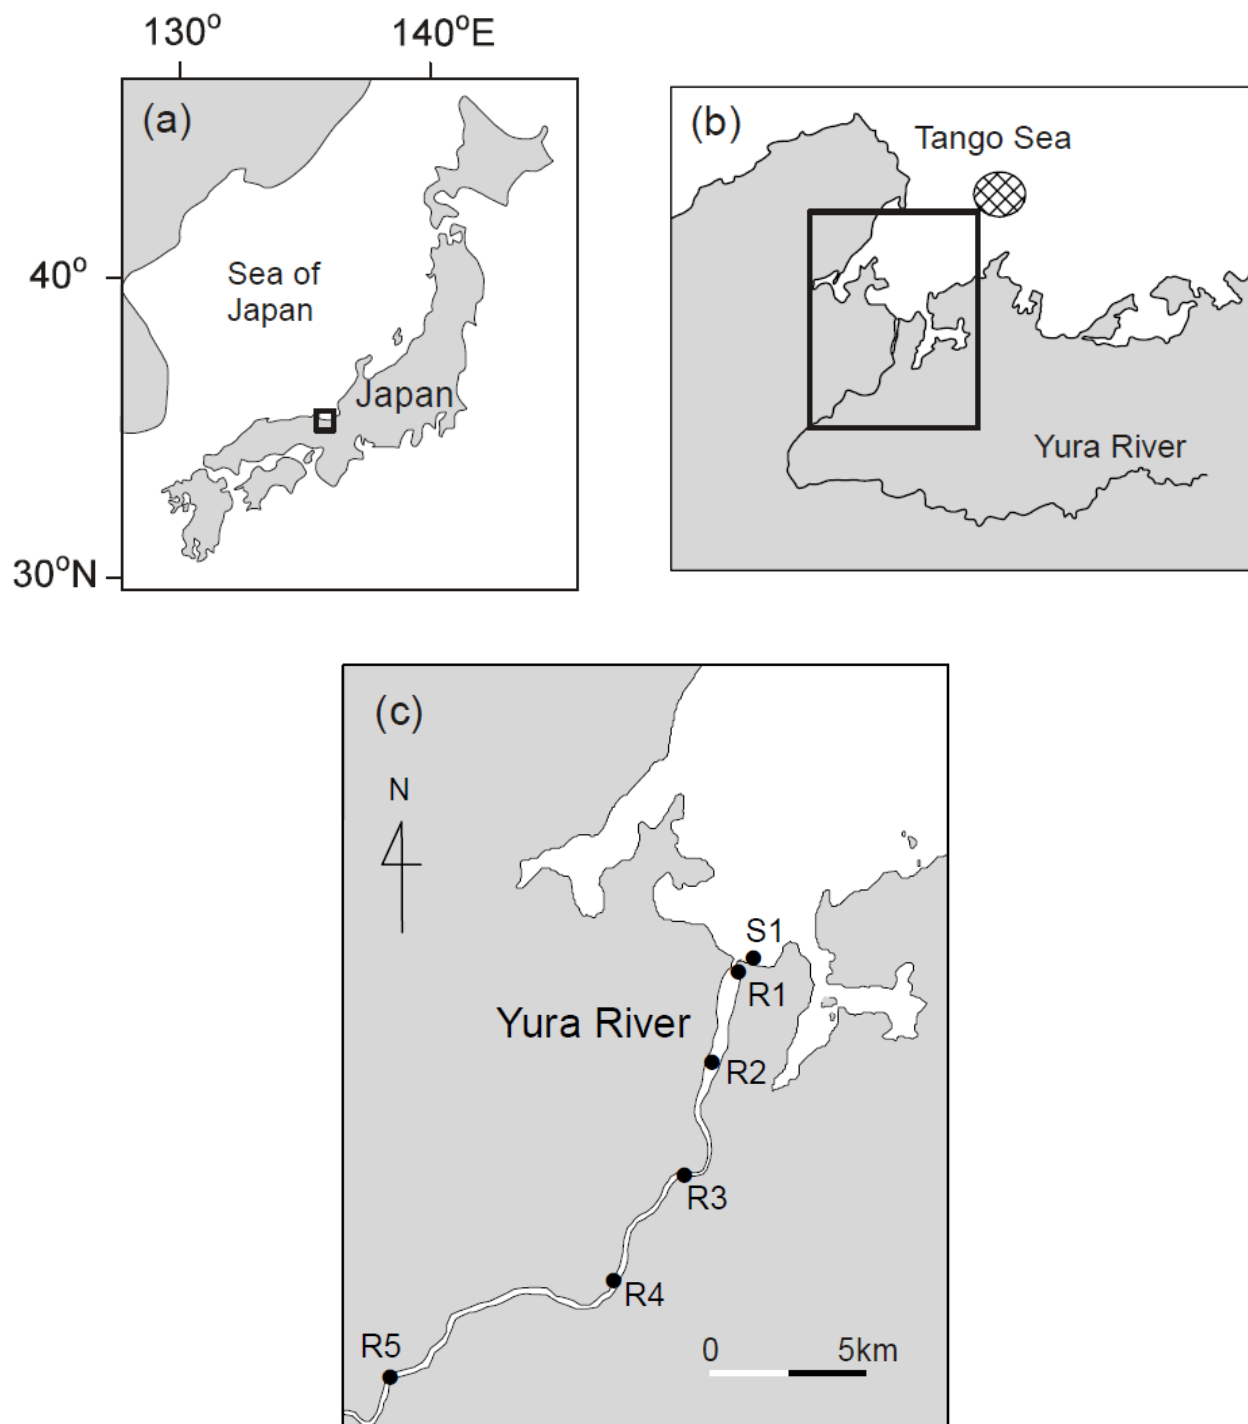 130° 140°E
(a)
40°
Sea of
Japan
Japan
30°N
(b)
Tango Sea
Yura River
(c)
N
S1
R1
Yura River
R2
R3
R4
R5
0 5km